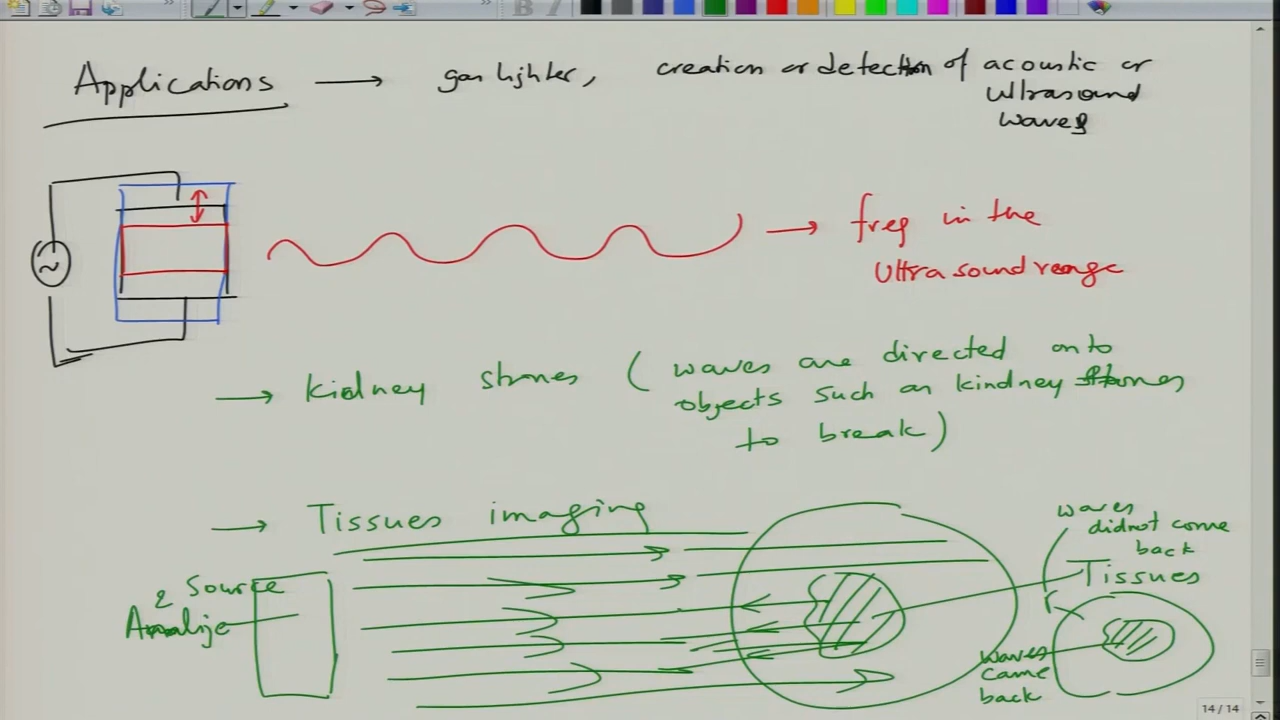 Applications → gas lighter, creation or detection of acoustic or
ultrasound
waves
→ freq in the
ultrasound range
→ kidney stones ( waves are directed onto
objects such as kindney stones
to break)
→ Tissues imaging
waves
didnot come
back
Tissues
Source
& Analije
waves
came
back
14 / 14